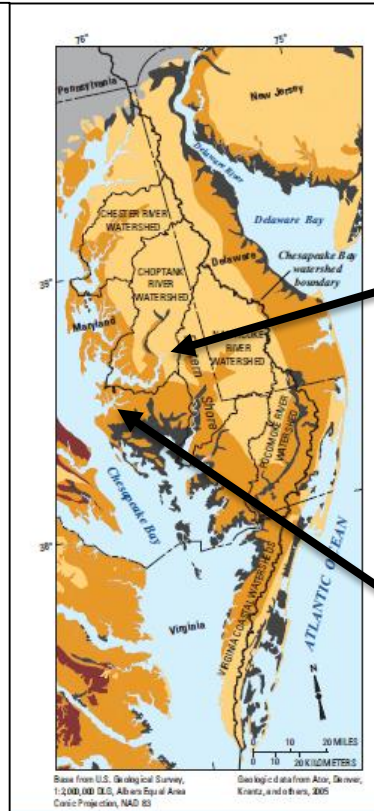 76°
75°
Pennsylvania
New Jersey
Delaware River
CHESTER RIVER
WATERSHED
Delaware Bay
CHOPTANK
RIVER
WATERSHED
Delaware
Chesapeake Bay
watershed
boundary
35°
Maryland
RIVER
WATERSHED
Shore
POCOMOKE RIVER
WATERSHED
Chesapeake Bay
36°
ATLANTIC
Virginia
VIRGINIA COASTAL WATERSHEDS
N
0 10 20 MILES
0 10 20 KILOMETERS
Base from U.S. Geological Survey,
1:2,000,000 DLG, Albers Equal Area
Conic Projection, NAD 83
Geologic data from Ator, Denver,
Krantz, and others, 2005